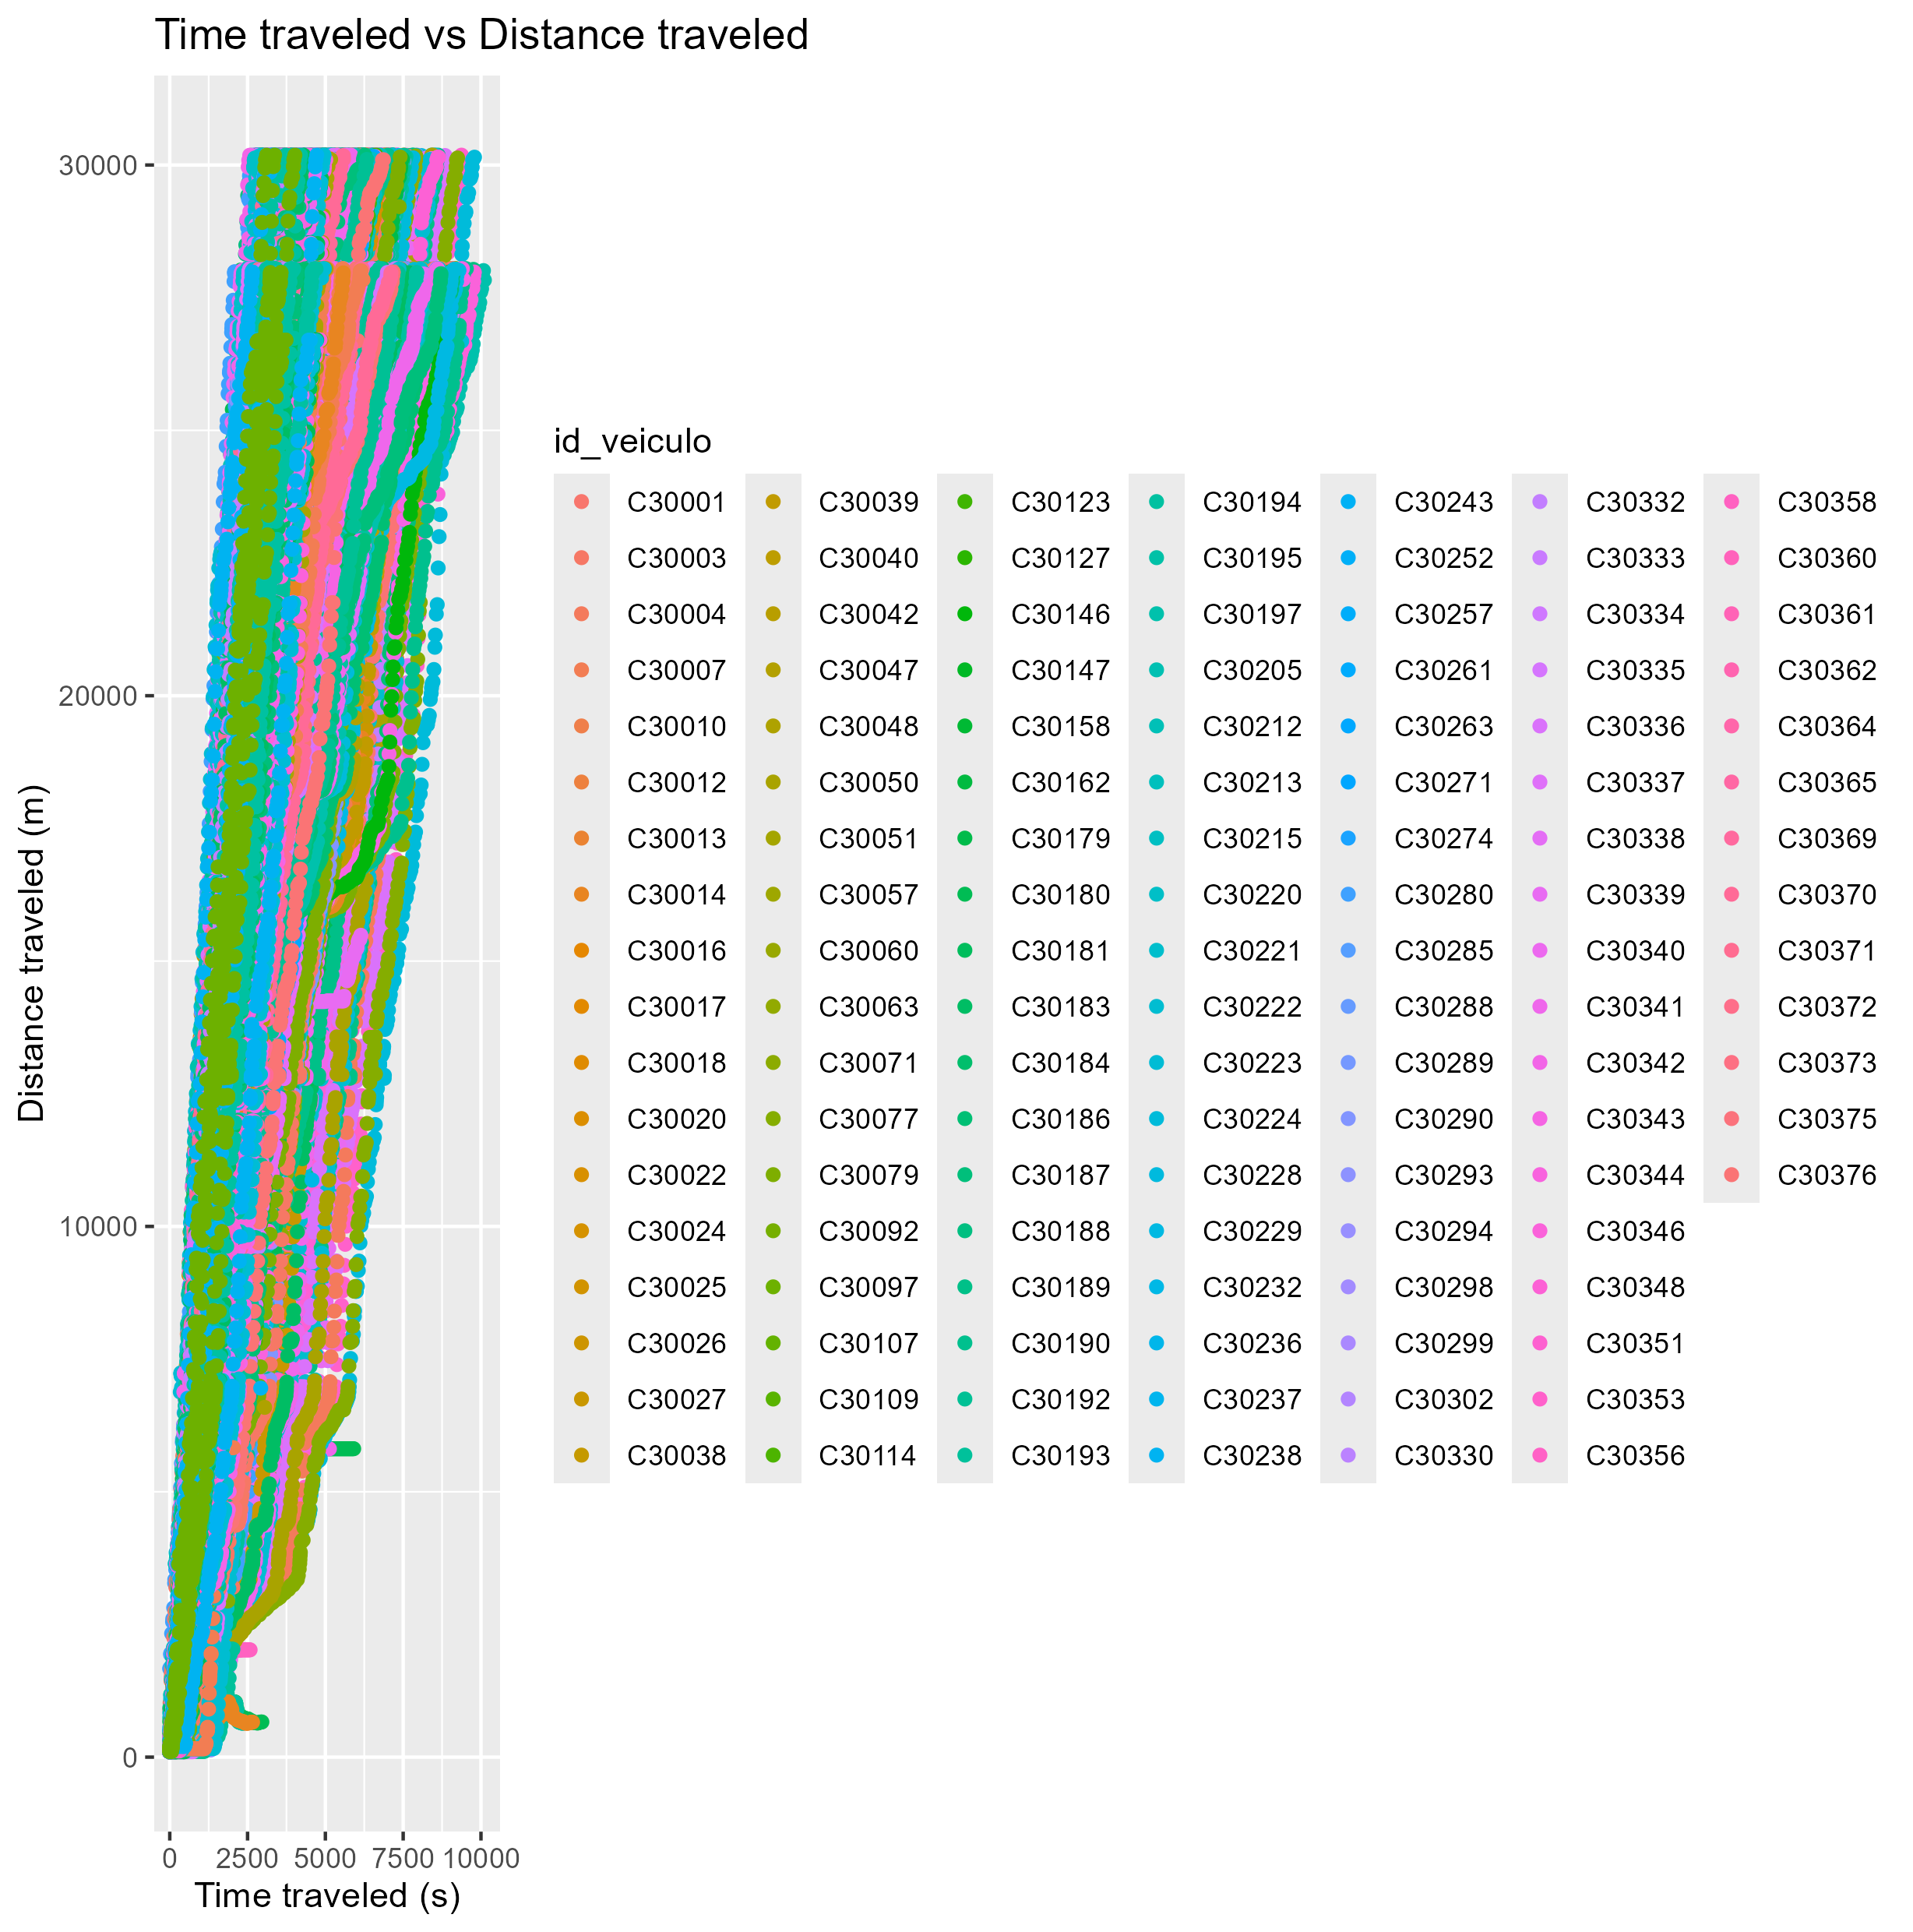 Time traveled vs Distance traveled
30000
20000
10000
0
Distance traveled (m)
0 2500 5000 7500 10000
Time traveled (s)
id_veiculo
C30001 C30039 C30123 C30194 C30243 C30332 C30358
C30003 C30040 C30127 C30195 C30252 C30333 C30360
C30004 C30042 C30146 C30197 C30257 C30334 C30361
C30007 C30047 C30147 C30205 C30261 C30335 C30362
C30010 C30048 C30158 C30212 C30263 C30336 C30364
C30012 C30050 C30162 C30213 C30271 C30337 C30365
C30013 C30051 C30179 C30215 C30274 C30338 C30369
C30014 C30057 C30180 C30220 C30280 C30339 C30370
C30016 C30060 C30181 C30221 C30285 C30340 C30371
C30017 C30063 C30183 C30222 C30288 C30341 C30372
C30018 C30071 C30184 C30223 C30289 C30342 C30373
C30020 C30077 C30186 C30224 C30290 C30343 C30375
C30022 C30079 C30187 C30228 C30293 C30344 C30376
C30024 C30092 C30188 C30229 C30294 C30346
C30025 C30097 C30189 C30232 C30298 C30348
C30026 C30107 C30190 C30236 C30299 C30351
C30027 C30109 C30192 C30237 C30302 C30353
C30038 C30114 C30193 C30238 C30330 C30356